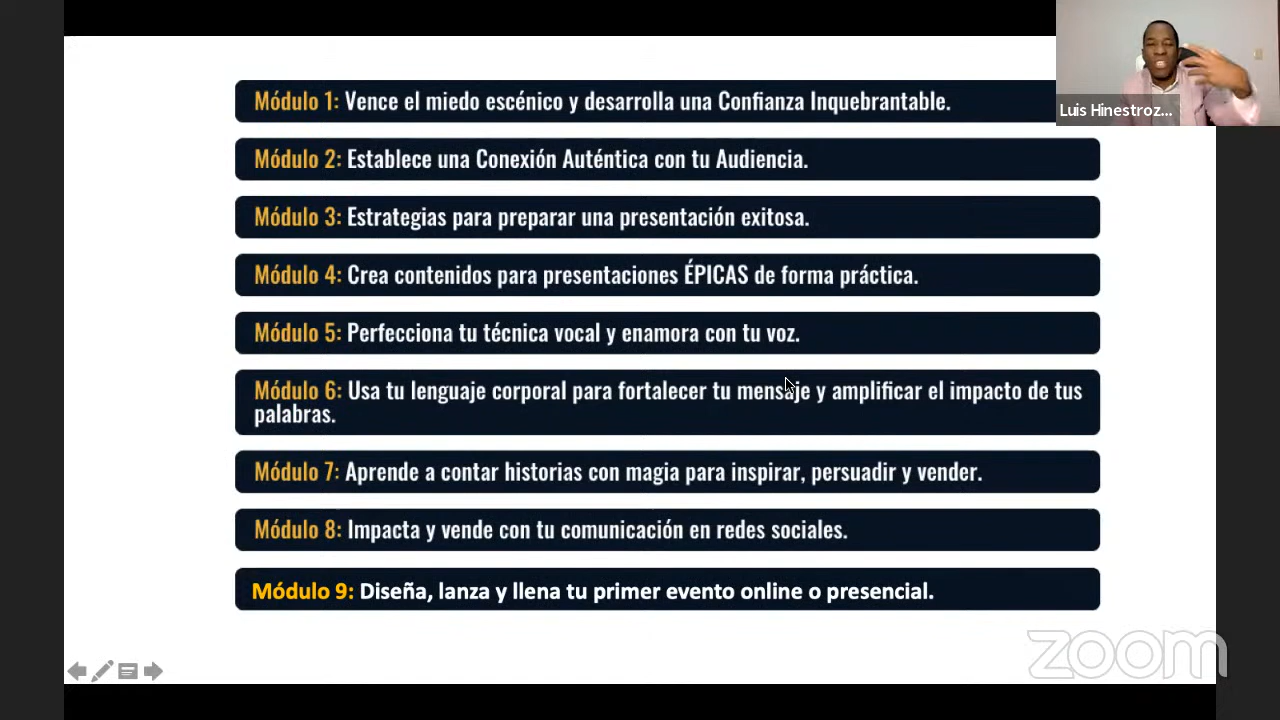 Módulo 1: Vence el miedo escénico y desarrolla una Confianza Inquebrantable.
Luis Hinestroz...
Módulo 2: Establece una Conexión Auténtica con tu Audiencia.
Módulo 3: Estrategias para preparar una presentación exitosa.
Módulo 4: Crea contenidos para presentaciones ÉPICAS de forma práctica.
Módulo 5: Perfecciona tu técnica vocal y enamora con tu voz.
Módulo 6: Usa tu lenguaje corporal para fortalecer tu mensaje y amplificar el impacto de tus
palabras.
Módulo 7: Aprende a contar historias con magia para inspirar, persuadir y vender.
Módulo 8: Impacta y vende con tu comunicación en redes sociales.
Módulo 9: Diseña, lanza y llena tu primer evento online o presencial.
zoom